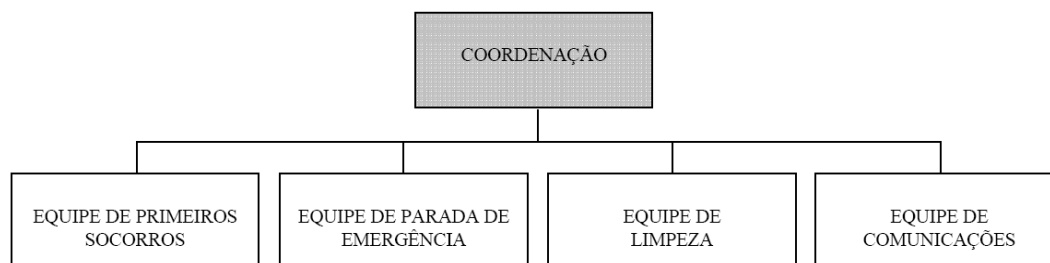 COORDENAÇÃO
EQUIPE DE PRIMEIROS
SOCORROS
EQUIPE DE PARADA DE
EMERGÊNCIA
EQUIPE DE
LIMPEZA
EQUIPE DE
COMUNICAÇÕES